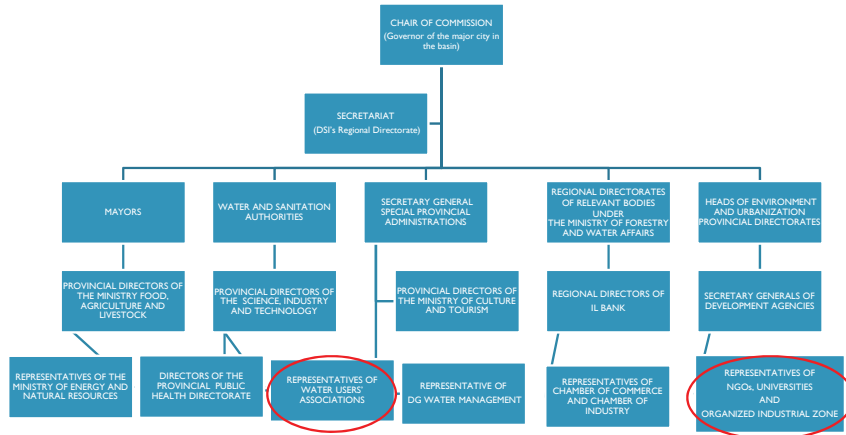 CHAIR OF COMMISSION
(Governor of the major city in
the basin)
SECRETARIAT
(DSI's Regional Directorate)
MAYORS
WATER AND SANITATION
AUTHORITIES
SECRETARY GENERAL
SPECIAL PROVINCIAL
ADMINISTRATIONS
REGIONAL DIRECTORATES
OF RELEVANT BODIES
UNDER
THE MINISTRY OF FORESTRY
AND WATER AFFAIRS
HEADS OF ENVIRONMENT
AND URBANIZATION
PROVINCIAL DIRECTORATES
PROVINCIAL DIRECTORS OF
THE MINISTRY FOOD,
AGRICULTURE AND
LIVESTOCK
PROVINCIAL DIRECTORS OF
THE SCIENCE, INDUSTRY
AND TECHNOLOGY
PROVINCIAL DIRECTORS OF
THE MINISTRY OF CULTURE
AND TOURISM
REGIONAL DIRECTORS OF
IL BANK
SECRETARY GENERALS OF
DEVELOPMENT AGENCIES
REPRESENTATIVES OF THE
MINISTRY OF ENERGY AND
NATURAL RESOURCES
DIRECTORS OF THE
PROVINCIAL PUBLIC
HEALTH DIRECTORATE
REPRESENTATIVES OF
WATER USERS'
ASSOCIATIONS
REPRESENTATIVE OF
DG WATER MANAGEMENT
REPRESENTATIVES OF
CHAMBER OF COMMERCE
AND CHAMBER OF
INDUSTRY
REPRESENTATIVES OF
NGOs, UNIVERSITIES
AND
ORGANIZED INDUSTRIAL ZONE